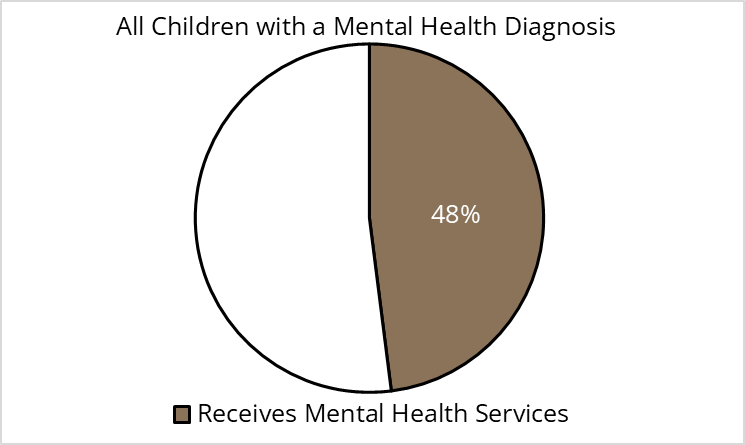 All Children with a Mental Health Diagnosis
48%
Receives Mental Health Services